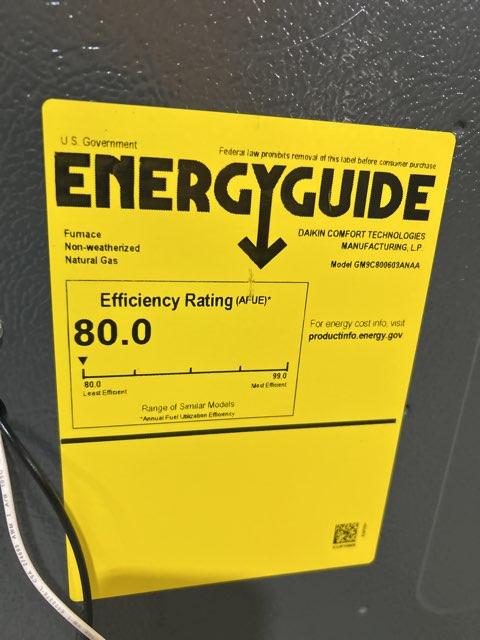 U.S. Government
Federal law prohibits removal of this label before consumer purchase
ENERGYGUIDE
Furnace
Non-weatherized
Natural Gas
DAIKIN COMFORT TECHNOLOGIES
MANUFACTURING, L.P.
Model GM9C800603ANAA
Efficiency Rating (AFUE)*
80.0
80.0
Least Efficient
99.0
Most Efficient
Range of Similar Models
*Annual Fuel Utilization Efficiency
For energy cost info, visit
productinfo.energy.gov